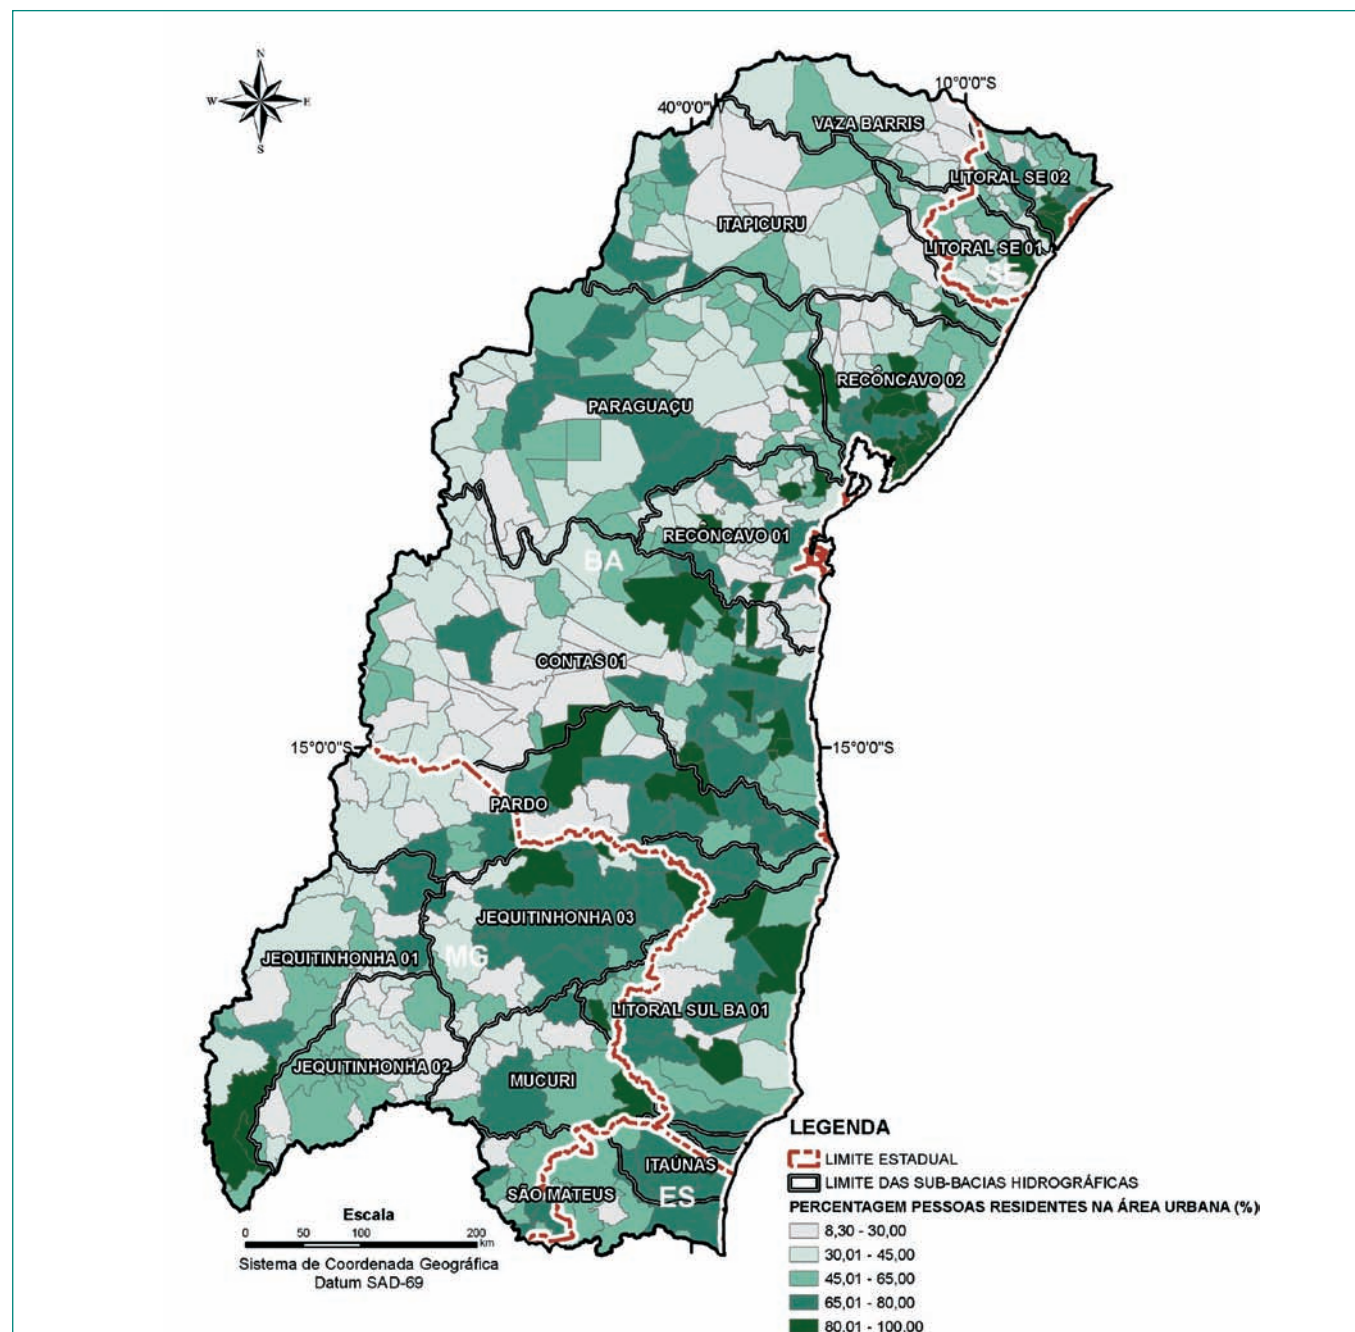 N
W E
S
10°0'0"S
40°0'0"
VAZA BARRIS
LITORAL SE 02
ITAPICURU
LITORAL SE 01
SE
RECÔNCAVO 02
PARAGUAÇU
RECÔNCAVO 01
BA
CONTAS 01
15°0'0"S
15°0'0"S
PARDO
JEQUITINHONHA 03
MG
JEQUITINHONHA 01
LITORAL SUL BA 01
JEQUITINHONHA 02
MUCURI
ITAÚNAS
SÃO MATEUS
ES
LEGENDA
LIMITE ESTADUAL
LIMITE DAS SUB-BACIAS HIDROGRÁFICAS
PERCENTAGEM PESSOAS RESIDENTES NA ÁREA URBANA (%)
8,30 - 30,00
30,01 - 45,00
45,01 - 65,00
65,01 - 80,00
80,01 - 100,00
Escala
0 50 100 200
km
Sistema de Coordenada Geográfica
Datum SAD-69